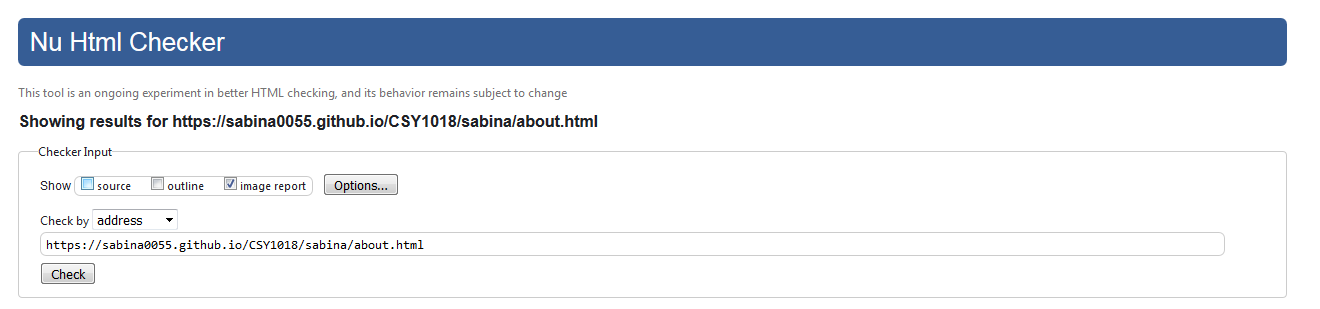 Nu Html Checker
This tool is an ongoing experiment in better HTML checking, and its behavior remains subject to change
Showing results for https://sabina0055.github.io/CSY1018/sabina/about.html
Checker Input
Show source outline image report Options...
Check by address
https://sabina0055.github.io/CSY1018/sabina/about.html
Check